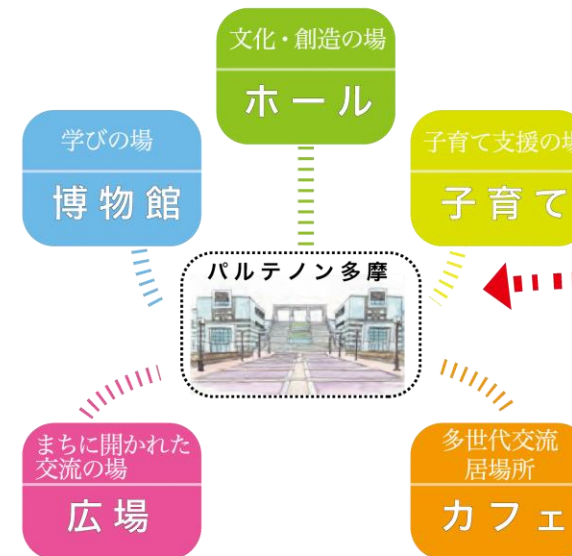 文化・創造の場
ホール
学びの場
博物館
子育て支援の場
子育て
パルテノン多摩
まちに開かれた
交流の場
広場
多世代交流
居場所
カフェ